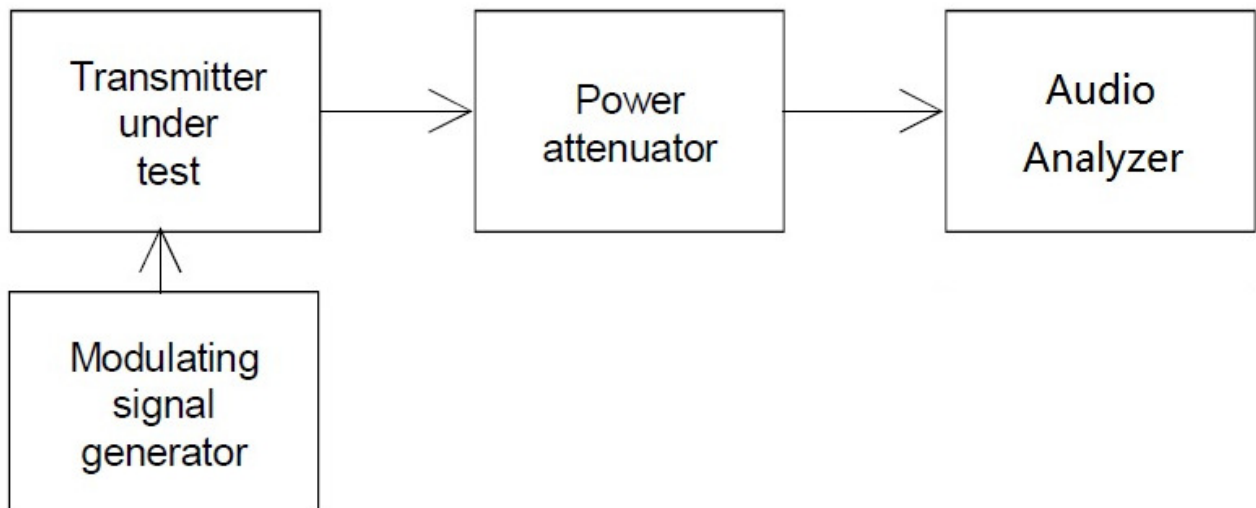 Transmitter
under
test
Power
attenuator
Audio
Analyzer
Modulating
signal
generator